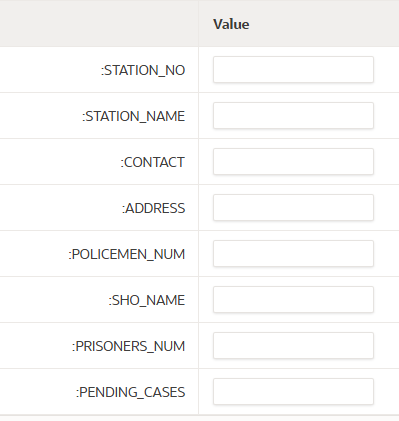 Value
:STATION_NO
:STATION_NAME
:CONTACT
:ADDRESS
:POLICEMEN_NUM
:SHO_NAME
:PRISONERS_NUM
:PENDING_CASES